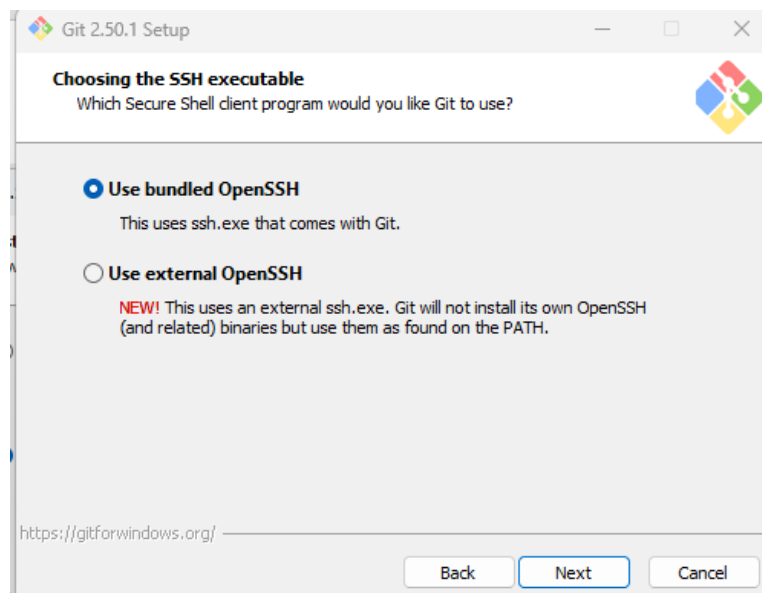 Git 2.50.1 Setup
Choosing the SSH executable
Which Secure Shell client program would you like Git to use?
Use bundled OpenSSH
This uses ssh.exe that comes with Git.
Use external OpenSSH
NEW! This uses an external ssh.exe. Git will not install its own OpenSSH
(and related) binaries but use them as found on the PATH.
https://gitforwindows.org/
Back Next Cancel